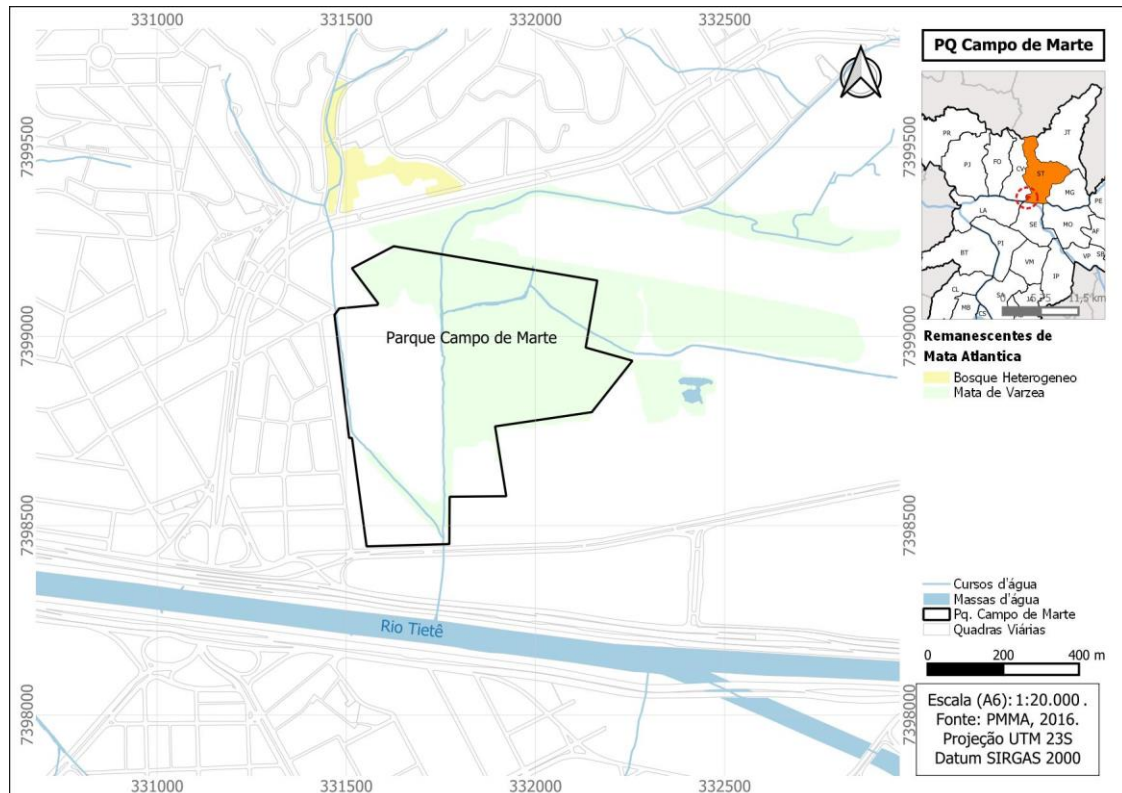 331000
331500
332000
332500
7399500
7399000
7398500
7398000
Parque Campo de Marte
Rio Tietê
7399500
7399000
7398500
7398000
331000
331500
332000
332500
PQ Campo de Marte
PR
JT
PJ
FO
CV
ST
MG
PE
LA
SE
MO
AF
BT
PI
VM
IP
VP
SB
CL
MB
CS
SA
11,5 km
Remanescentes de
Mata Atlantica
Bosque Heterogeneo
Mata de Varzea
Cursos d'água
Massas d'água
Pq. Campo de Marte
Quadras Viárias
0 200 400 m
Escala (A6): 1:20.000 .
Fonte: PMMA, 2016.
Projeção UTM 23S
Datum SIRGAS 2000